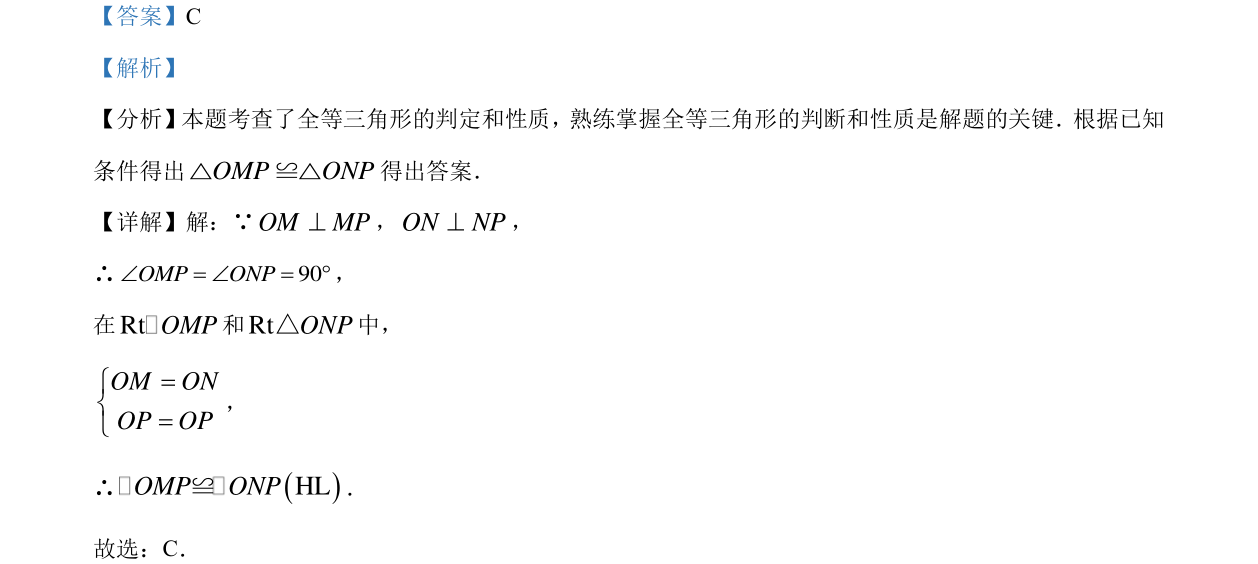 【答案】C
【解析】
【分析】本题考查了全等三角形的判定和性质，熟练掌握全等三角形的判断和性质是解题的关键．根据已知
条件得出△OMP≌△ONP得出答案．
【详解】解：∵OM⊥MP，ON⊥NP，
∴∠OMP=∠ONP=90°，
在Rt□OMP和Rt△ONP中，
{OM=ON
OP=OP，
∴□OMP≌□ONP(HL)．
故选：C．